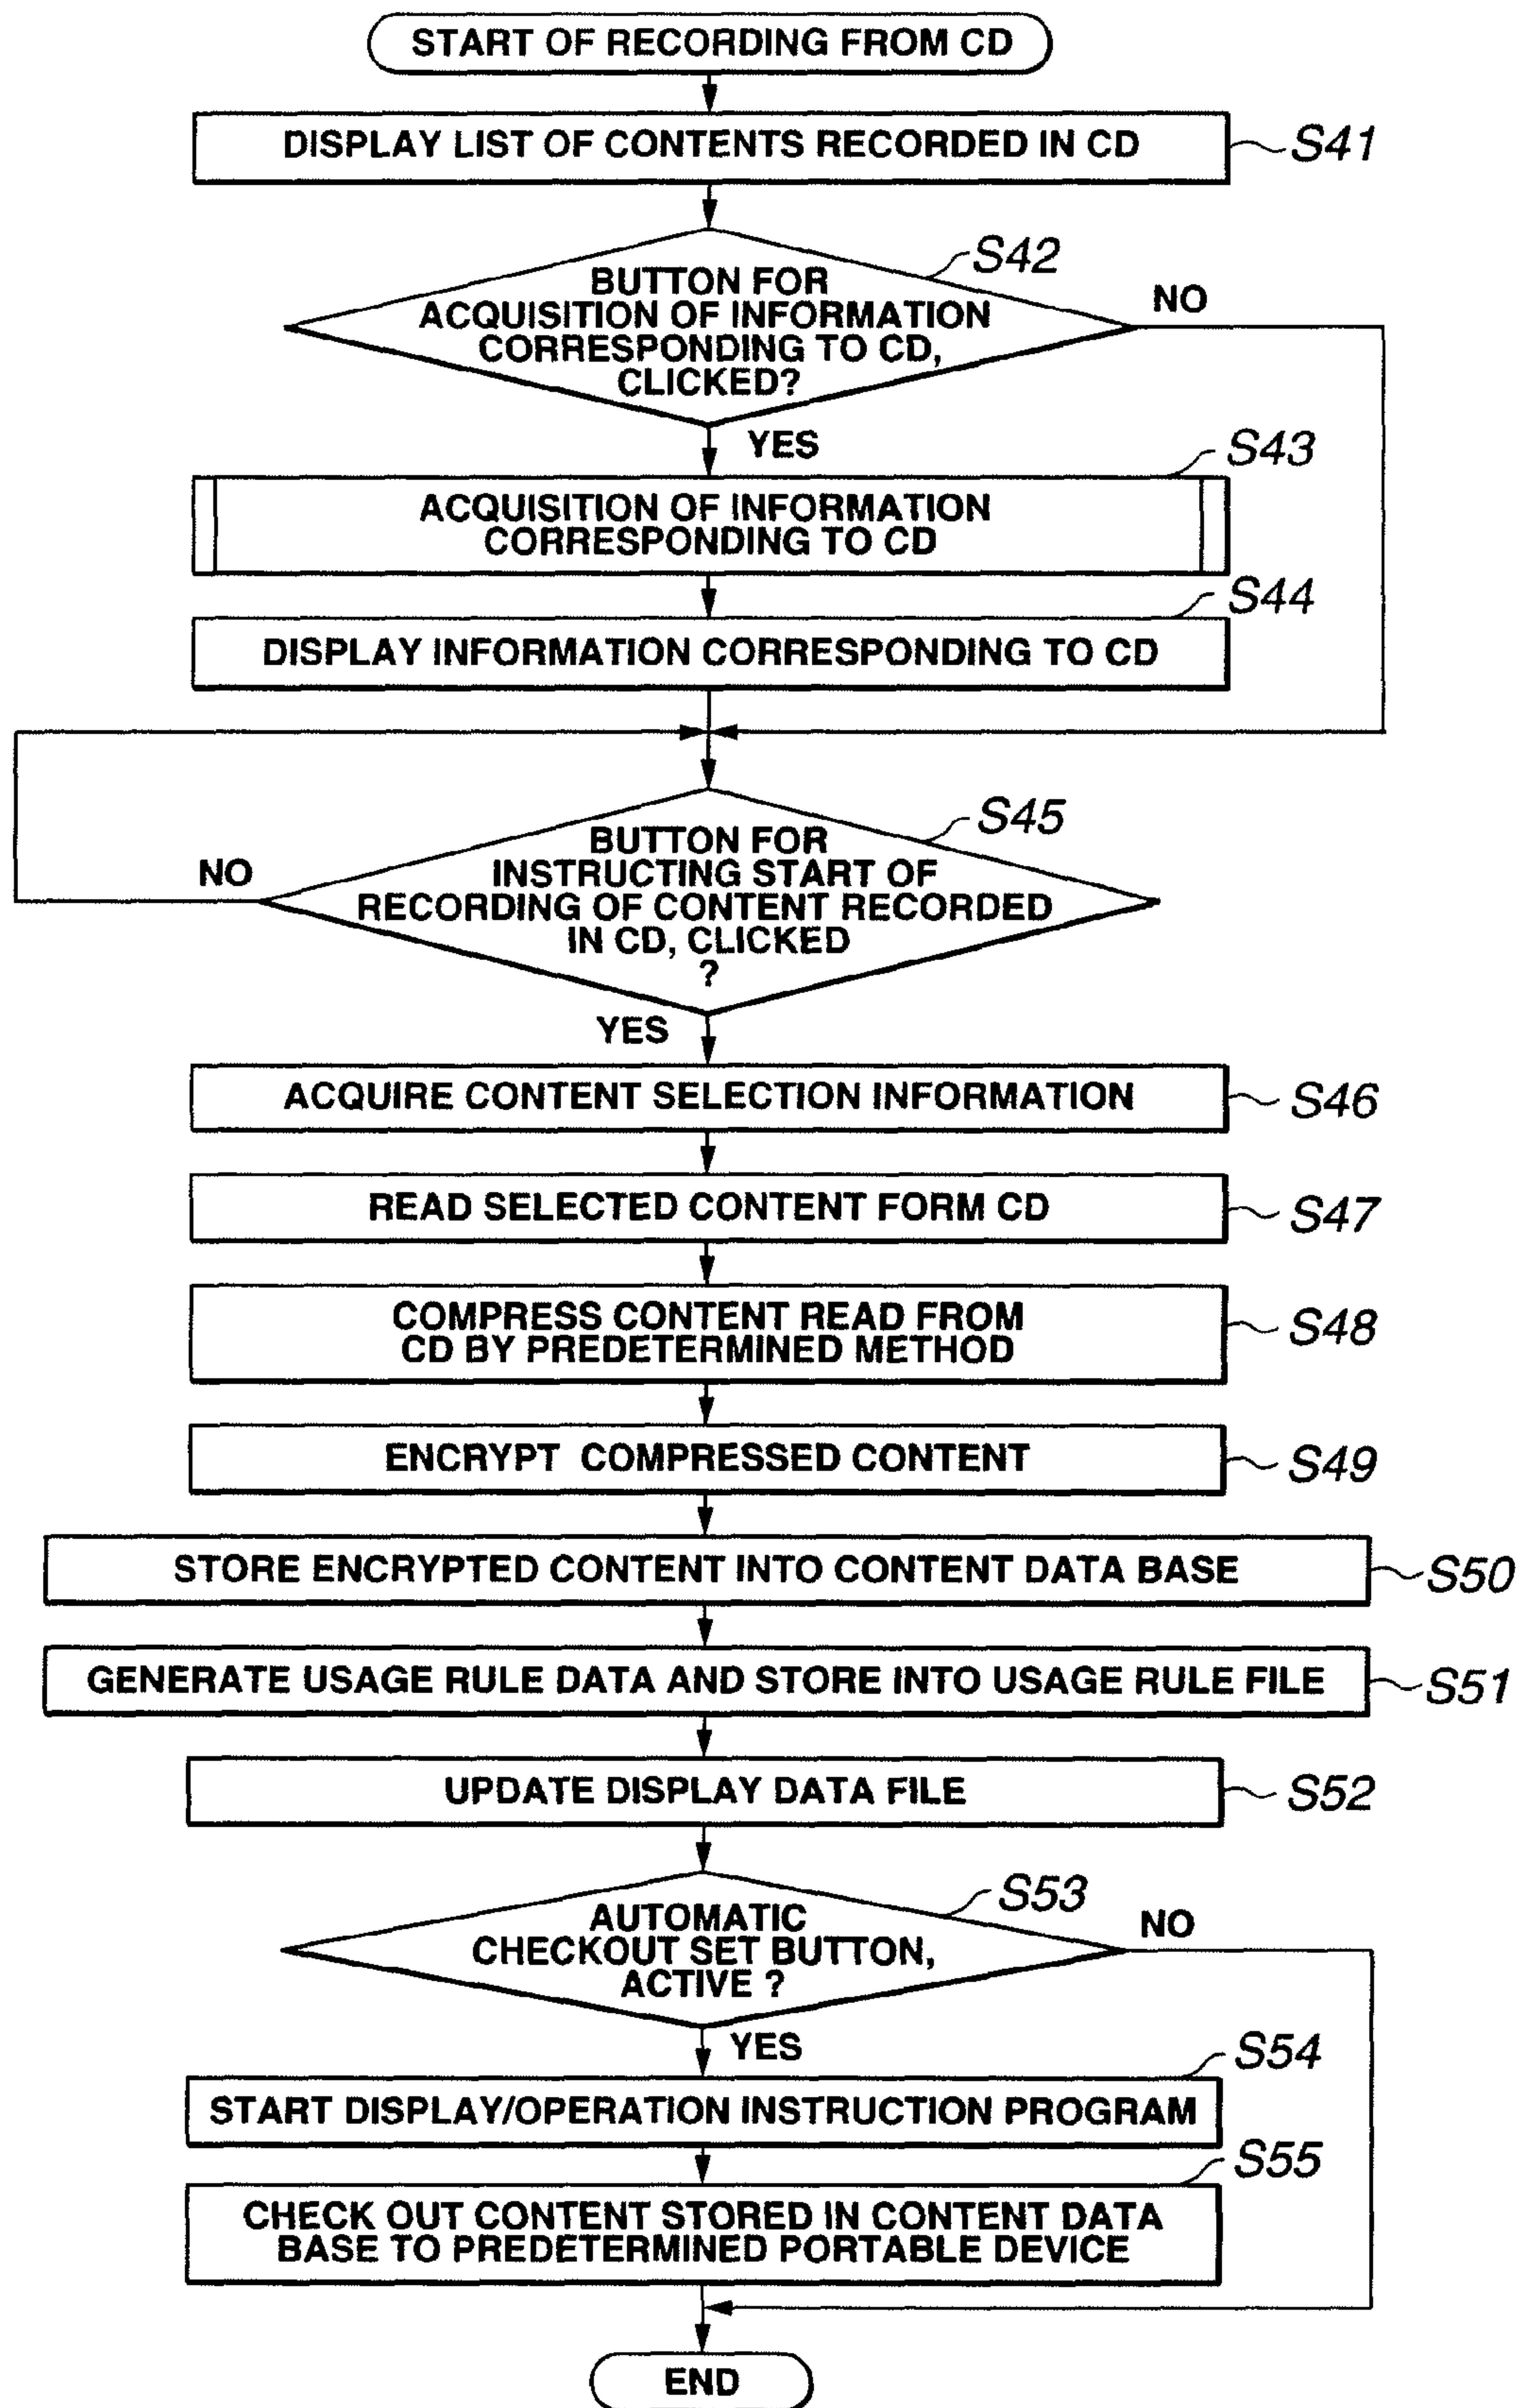 START OF RECORDING FROM CD
DISPLAY LIST OF CONTENTS RECORDED IN CD
S41
S42
BUTTON FOR
ACQUISITION OF INFORMATION
CORRESPONDING TO CD,
CLICKED?
NO
YES
S43
ACQUISITION OF INFORMATION
CORRESPONDING TO CD
S44
DISPLAY INFORMATION CORRESPONDING TO CD
S45
BUTTON FOR
INSTRUCTING START OF
RECORDING OF CONTENT RECORDED
IN CD, CLICKED
?
NO
YES
ACQUIRE CONTENT SELECTION INFORMATION
S46
READ SELECTED CONTENT FORM CD
S47
COMPRESS CONTENT READ FROM
CD BY PREDETERMINED METHOD
S48
ENCRYPT COMPRESSED CONTENT
S49
STORE ENCRYPTED CONTENT INTO CONTENT DATA BASE
S50
GENERATE USAGE RULE DATA AND STORE INTO USAGE RULE FILE
S51
UPDATE DISPLAY DATA FILE
S52
S53
AUTOMATIC
CHECKOUT SET BUTTON,
ACTIVE ?
NO
YES
S54
START DISPLAY/OPERATION INSTRUCTION PROGRAM
S55
CHECK OUT CONTENT STORED IN CONTENT DATA
BASE TO PREDETERMINED PORTABLE DEVICE
END